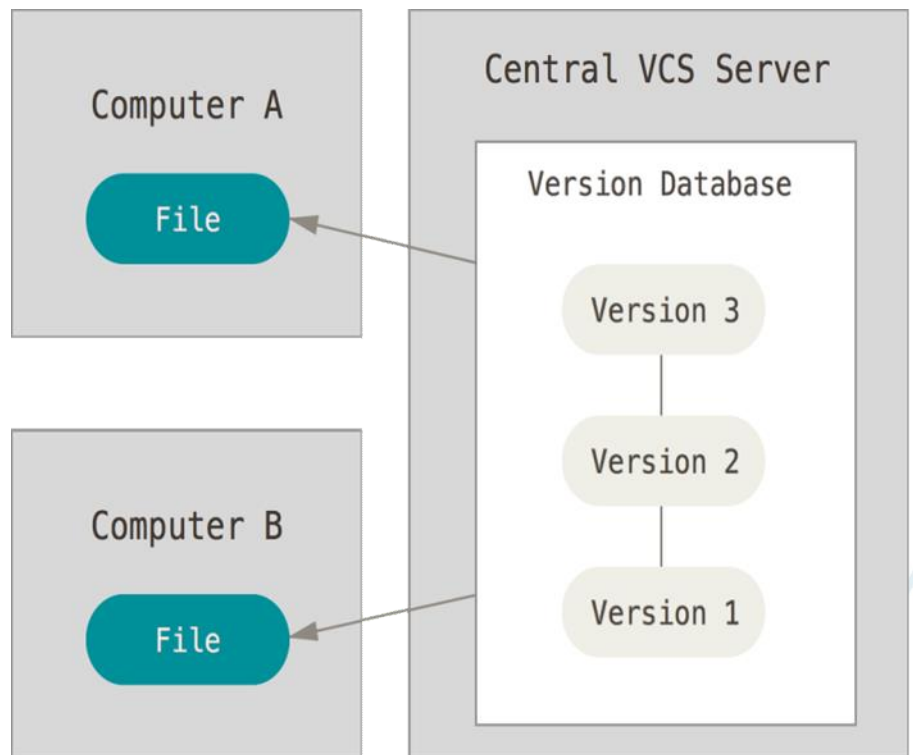 Computer A
File
Computer B
File
Central VCS Server
Version Database
Version 3
Version 2
Version 1